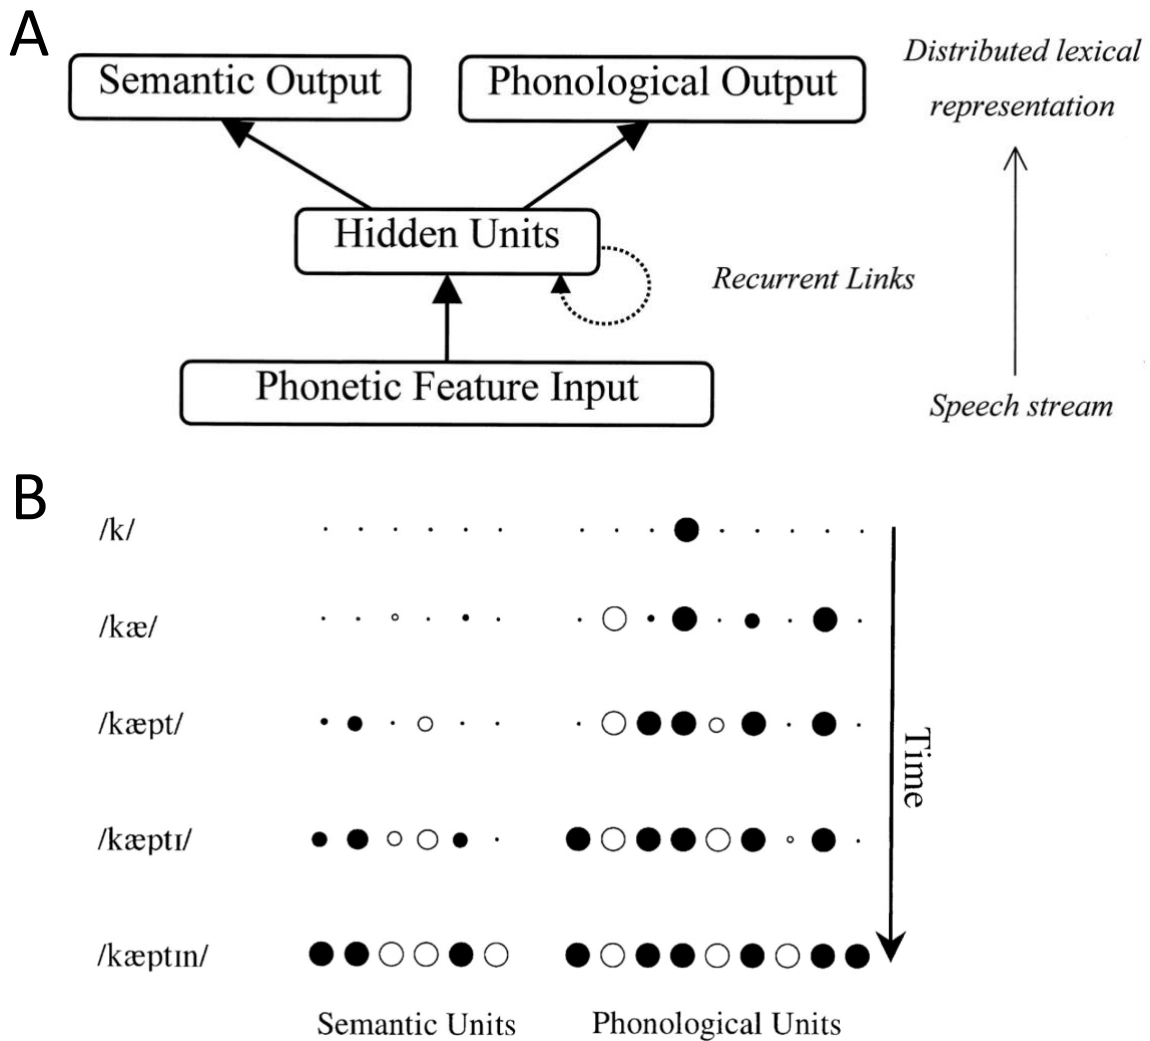 A
Semantic Output
Phonological Output
Distributed lexical
representation
Hidden Units
Recurrent Links
Phonetic Feature Input
Speech stream
B
/k/
/kæ/
/kæpt/
/kæptɪ/
/kæptɪn/
Time
Semantic Units
Phonological Units